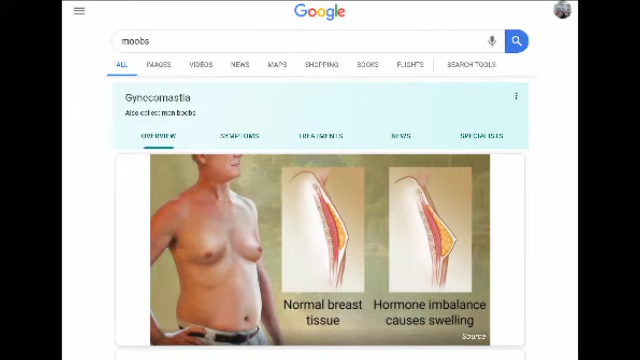 Google
moobs
ALL IMAGES VIDEOS NEWS MAPS SHOPPING BOOKS FLIGHTS SEARCH TOOLS
Gynecomastia
Also called: man boobs
OVERVIEW SYMPTOMS TREATMENTS NEWS SPECIALISTS
Normal breast tissue
Hormone imbalance causes swelling
Source